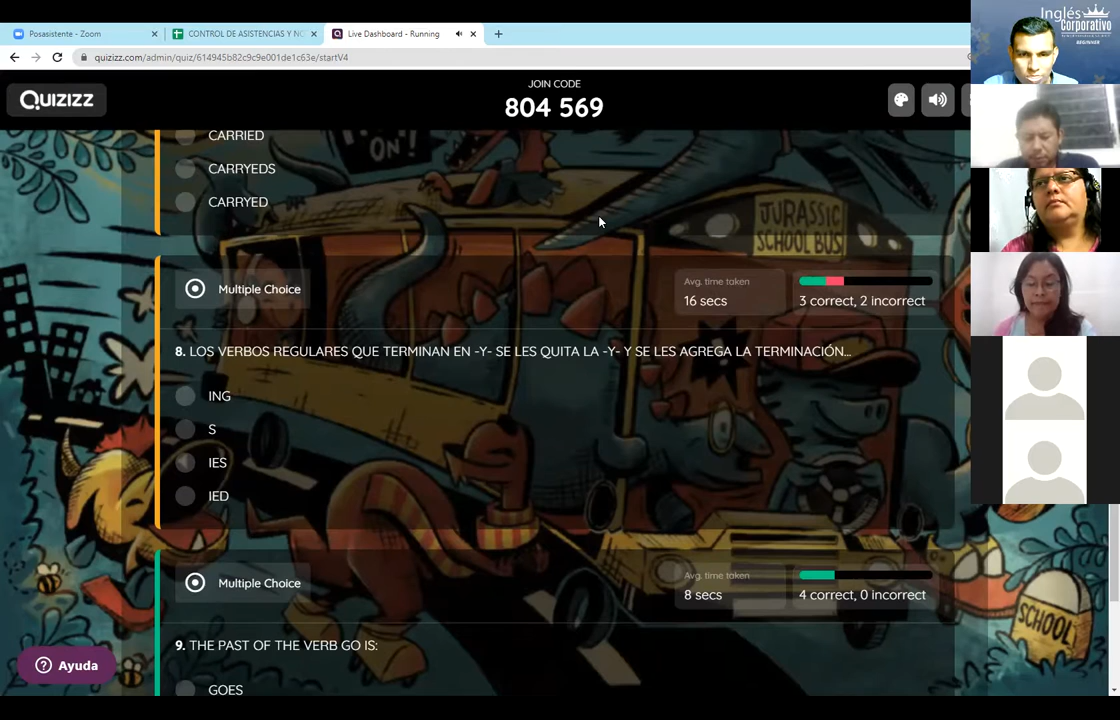 Posasistente - Zoom
CONTROL DE ASISTENCIAS Y NO
Live Dashboard - Running
quizizz.com/admin/quiz/614945b82c9c9e001de1c63e/startV4
Inglés
Corporativo
BEGINNER
QUIZIZZ
JOIN CODE
804 569
ON!
JURASSIC
SCHOOL BUS
CARRIED
CARRYEDS
CARRYED
Multiple Choice
Avg. time taken
16 secs
3 correct, 2 incorrect
8. LOS VERBOS REGULARES QUE TERMINAN EN -Y- SE LES QUITA LA -Y- Y SE LES AGREGA LA TERMINACIÓN...
ING
S
IES
IED
Multiple Choice
Avg. time taken
8 secs
4 correct, 0 incorrect
9. THE PAST OF THE VERB GO IS:
GOES
SCHOOL!
Ayuda